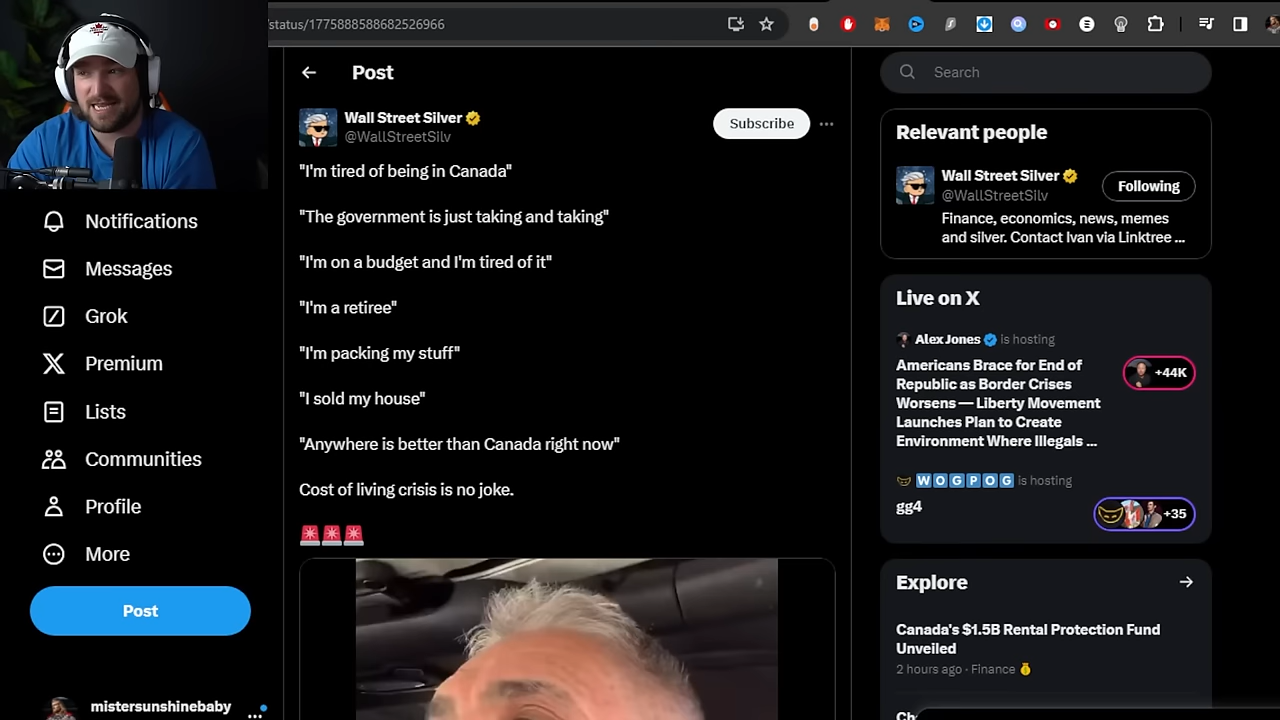 /status/1775888588682526966
Post
Wall Street Silver
@WallStreetSilv
Subscribe
"I'm tired of being in Canada"
"The government is just taking and taking"
"I'm on a budget and I'm tired of it"
"I'm a retiree"
"I'm packing my stuff"
"I sold my house"
"Anywhere is better than Canada right now"
Cost of living crisis is no joke.
🚨🚨🚨
Notifications
Messages
Grok
Premium
Lists
Communities
Profile
More
Post
mistersunshinebaby
Search
Relevant people
Wall Street Silver
@WallStreetSilv
Following
Finance, economics, news, memes
and silver. Contact Ivan via Linktree ...
Live on X
Alex Jones is hosting
Americans Brace for End of
Republic as Border Crises
Worsens — Liberty Movement
Launches Plan to Create
Environment Where Illegals ...
+44K
WOGPOG is hosting
gg4
+35
Explore
Canada's $1.5B Rental Protection Fund
Unveiled
2 hours ago · Finance 💰